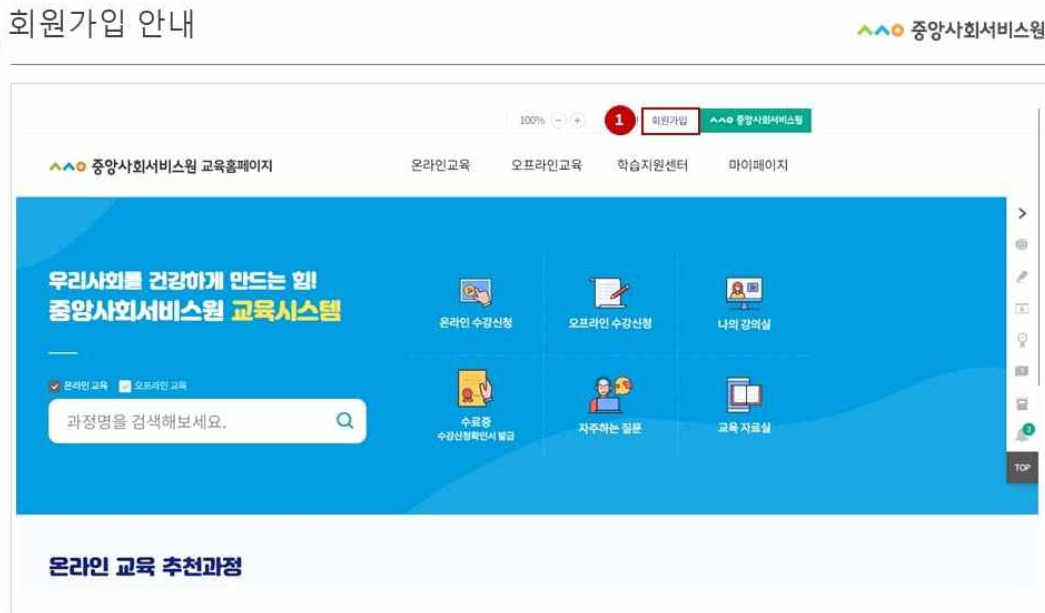 회원가입 안내
중앙사회서비스원
100%
1
회원가입
중앙사회서비스원
중앙사회서비스원 교육홈페이지
온라인교육
오프라인교육
학습지원센터
마이페이지
우리사회를 건강하게 만드는 힘!
중앙사회서비스원 교육시스템
온라인 수강신청
오프라인 수강신청
나의 강의실
온라인 교육
오프라인 교육
과정명을 검색해보세요.
수료증
수강신청확인서 발급
자주하는 질문
교육 자료실
TOP
온라인 교육 추천과정